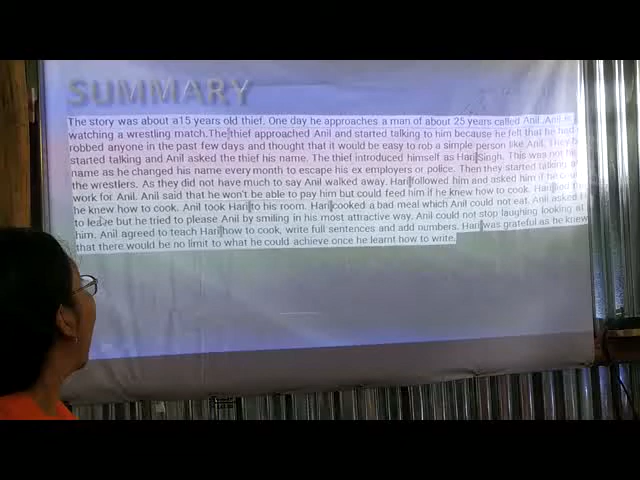 SUMMARY
The story was about a15 years old thief. One day he approaches a man of about 25 years called Anil. Anil is
watching a wrestling match.The thief approached Anil and started talking to him because he felt that he had
robbed anyone in the past few days and thought that it would be easy to rob a simple person like Anil. They
started talking and Anil asked the thief his name. The thief introduced himself as Hari Singh. This was not his
name as he changed his name every month to escape his ex employers or police. Then they started talking
the wrestlers. As they did not have much to say Anil walked away. Hari followed him and asked him if he could
work for Anil. Anil said that he won't be able to pay him but could feed him if he knew how to cook. Hari lied
he knew how to cook. Anil took Hari to his room. Hari cooked a bad meal which Anil could not eat. Anil asked
to leave but he tried to please Anil by smiling in his most attractive way. Anil could not stop laughing looking at
him. Anil agreed to teach Hari how to cook, write full sentences and add numbers. Hari was grateful as he knew
that there would be no limit to what he could achieve once he learnt how to write.